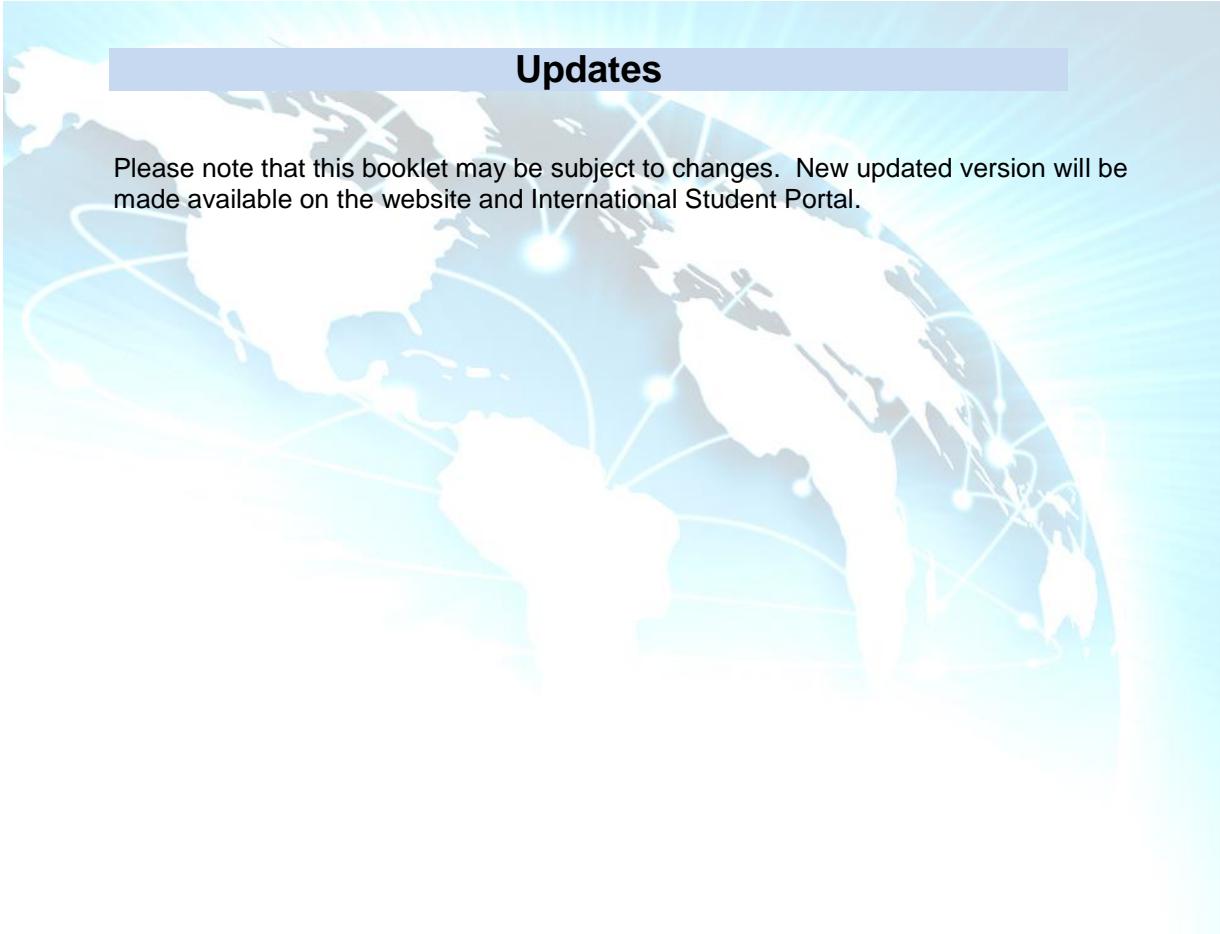 Updates
Please note that this booklet may be subject to changes.  New updated version will be
made available on the website and International Student Portal.